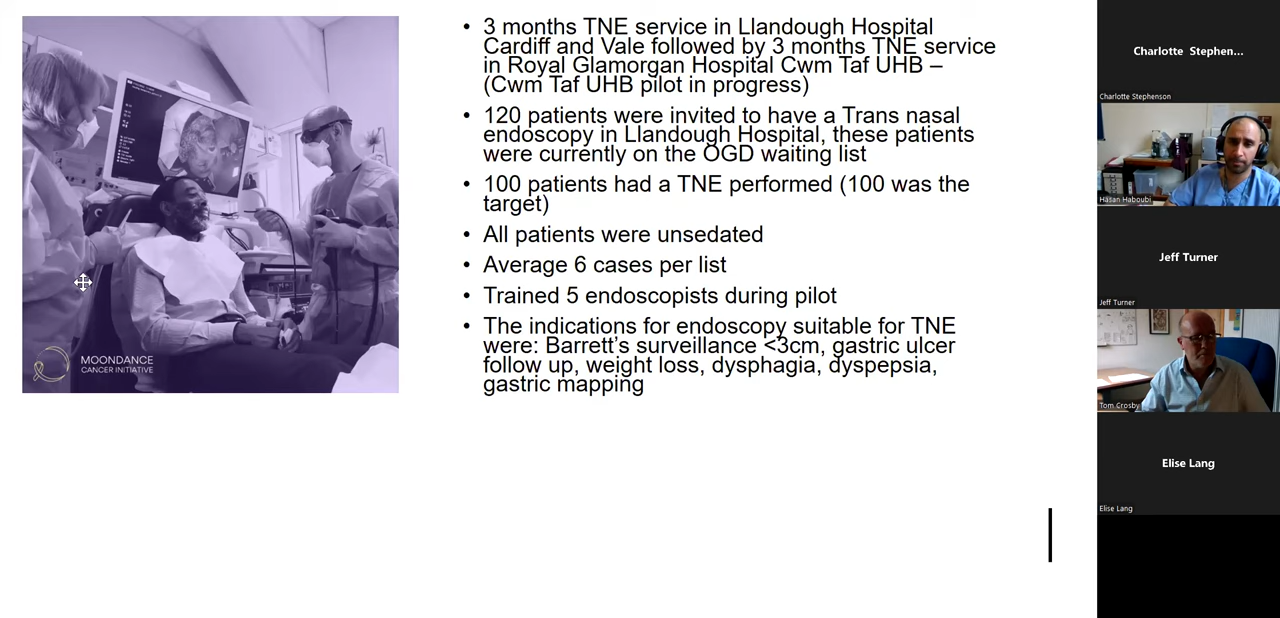 • 3 months TNE service in Llandough Hospital
Cardiff and Vale followed by 3 months TNE service
in Royal Glamorgan Hospital Cwm Taf UHB –
(Cwm Taf UHB pilot in progress)
• 120 patients were invited to have a Trans nasal
endoscopy in Llandough Hospital, these patients
were currently on the OGD waiting list
• 100 patients had a TNE performed (100 was the
target)
• All patients were unsedated
• Average 6 cases per list
• Trained 5 endoscopists during pilot
• The indications for endoscopy suitable for TNE
were: Barrett’s surveillance <3cm, gastric ulcer
follow up, weight loss, dysphagia, dyspepsia,
gastric mapping
MOONDANCE
CANCER INITIATIVE
Charlotte Stephen...
Charlotte Stephenson
Hasan Haboubi
Jeff Turner
Jeff Turner
Tom Crosby
Elise Lang
Elise Lang